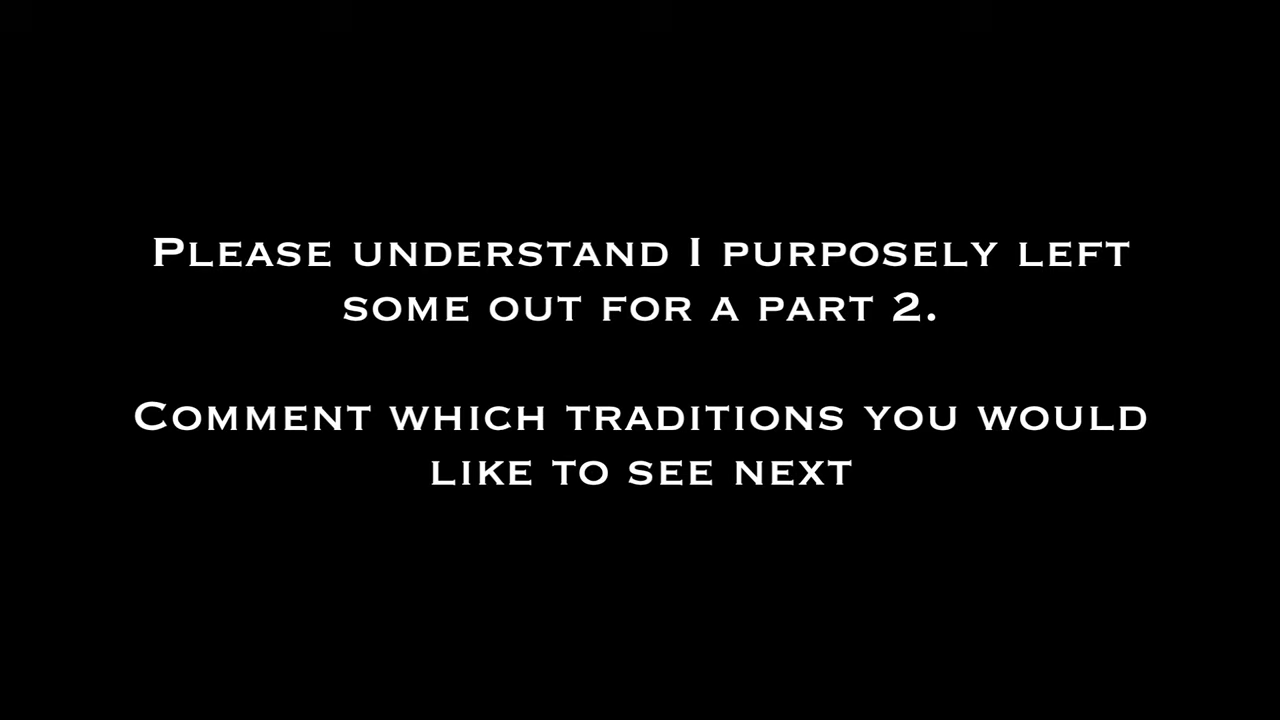 Please understand I purposely left
some out for a part 2.
Comment which traditions you would
like to see next